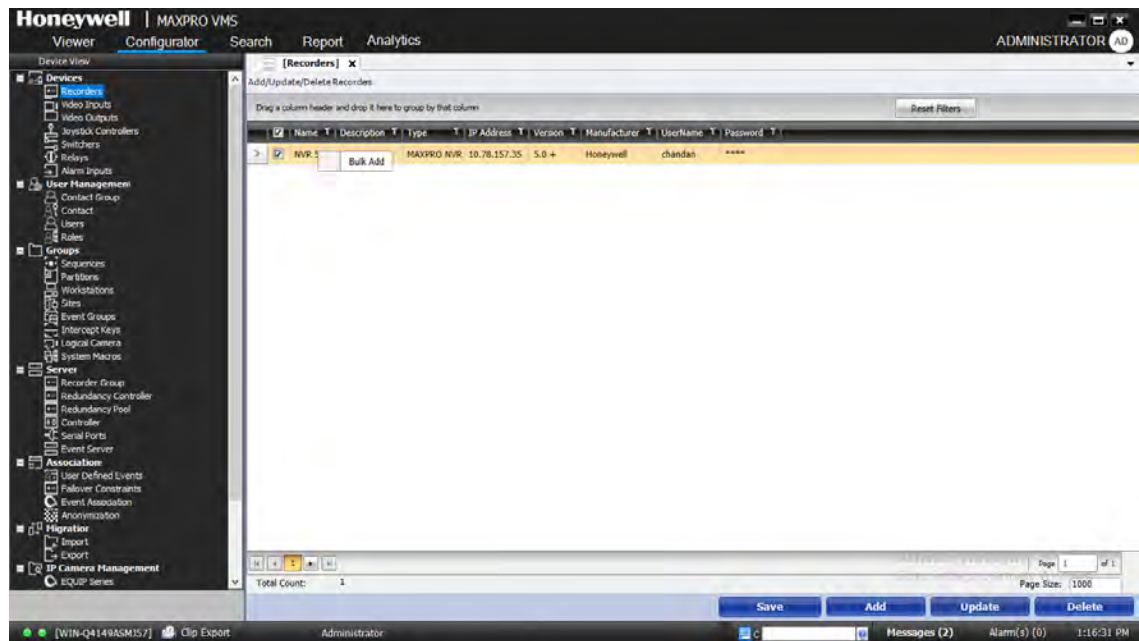 Honeywell | MAXPRO VMS
Viewer Configurator Search Report Analytics ADMINISTRATOR AD
Device View
[Recorders] x
Devices
Recorders
Video Inputs
Video Outputs
Joystick Controllers
Switchers
Relays
Alarm Inputs
User Management
Contact Group
Contact
Users
Roles
Groups
Sequences
Partitions
Workstations
Sites
Event Groups
Intercept Keys
Logical Camera
System Macros
Server
Recorder Group
Redundancy Controller
Redundancy Pool
Controller
Serial Ports
Event Server
Association
User Defined Events
Failover Constraints
Event Association
Anonymization
Migration
Import
Export
IP Camera Management
EQUIP Series
Add/Update/Delete Recorders
Drag a column header and drop it here to group by that column Reset Filters
Name Description Type IP Address Version Manufacturer UserName Password
NVR 5 MAXPRO NVR 10.78.157.35 5.0 + Honeywell chandan ****
Bulk Add
1 Page 1 of 1
Total Count: 1 Page Size: 1000
Save Add Update Delete
[WIN-Q4149ASMJ57] Clip Export Administrator C Messages (2) Alarm(s) (0) 1:16:31 PM